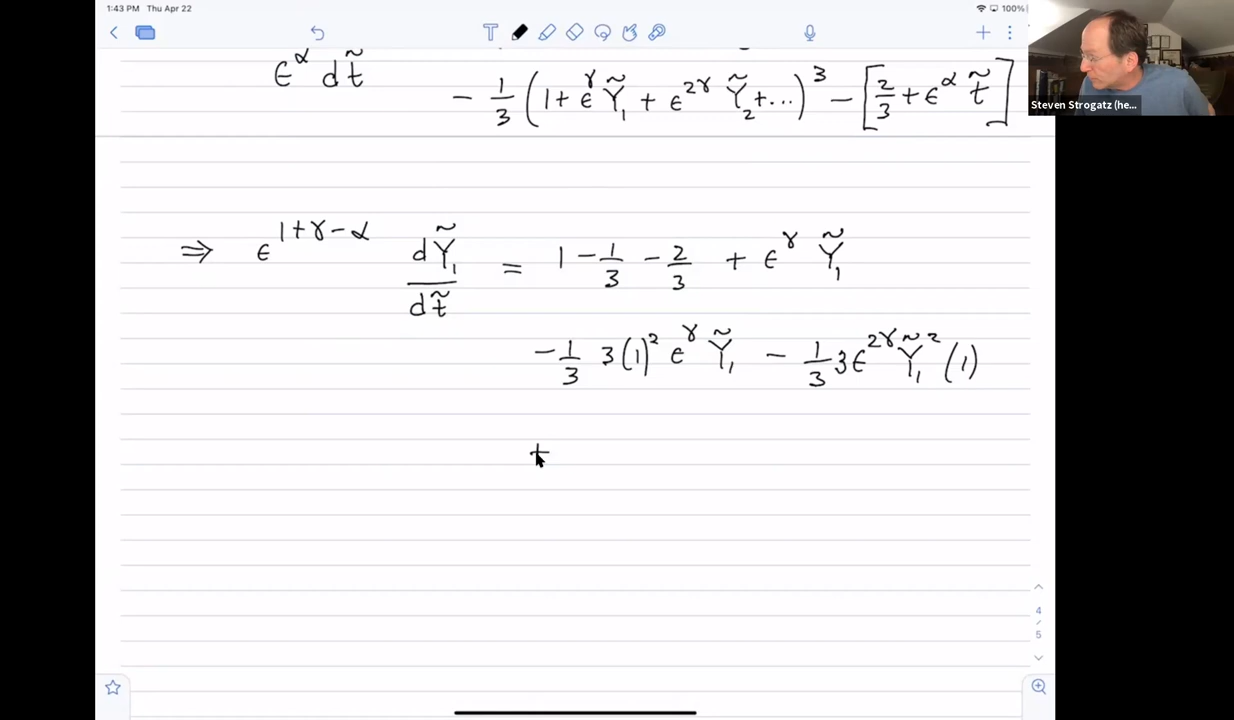 1:43 PM Thu Apr 22
100%
Steven Strogatz (he...
ε^α d t̃
− 1/3 (1 + ε^γ Ỹ₁ + ε^{2γ} Ỹ₂ + ...)^3 − [2/3 + ε^α t̃]
⇒ ε^{1+γ−α} dỸ₁/dt̃ = 1 − 1/3 − 2/3 + ε^γ Ỹ₁
− 1/3 3(1)^2 ε^γ Ỹ₁ − 1/3 3 ε^{2γ} Ỹ₁^2 (1)
+
4
/
5